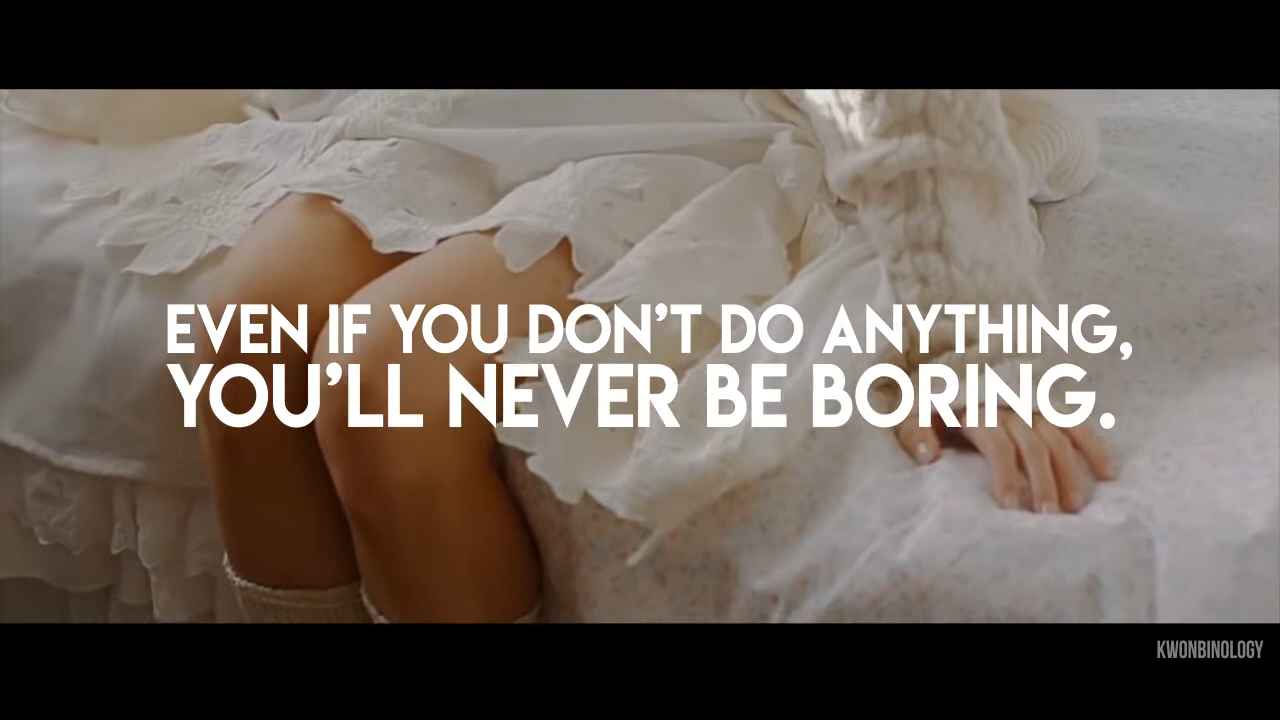 EVEN IF YOU DON'T DO ANYTHING,
YOU'LL NEVER BE BORING.
KWONBINOLOGY